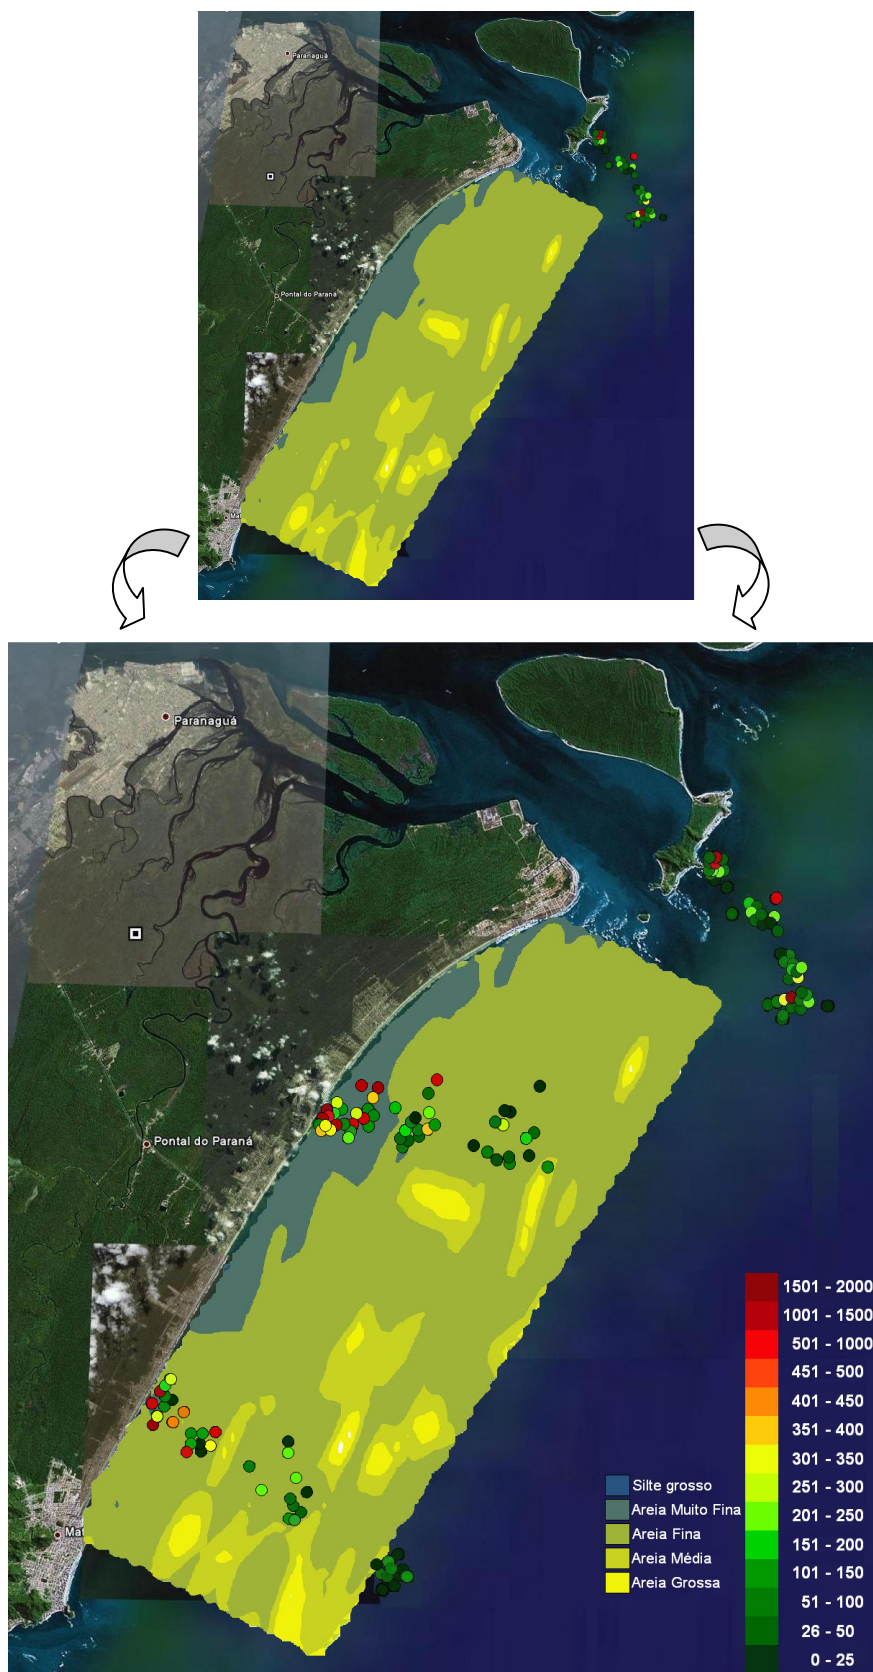 Paranaguá
Pontal do Paraná
Ma
Paranaguá
Pontal do Paraná
Mat
1501 - 2000
1001 - 1500
501 - 1000
451 - 500
401 - 450
351 - 400
301 - 350
251 - 300
201 - 250
151 - 200
101 - 150
51 - 100
26 - 50
0 - 25
Silte grosso
Areia Muito Fina
Areia Fina
Areia Média
Areia Grossa